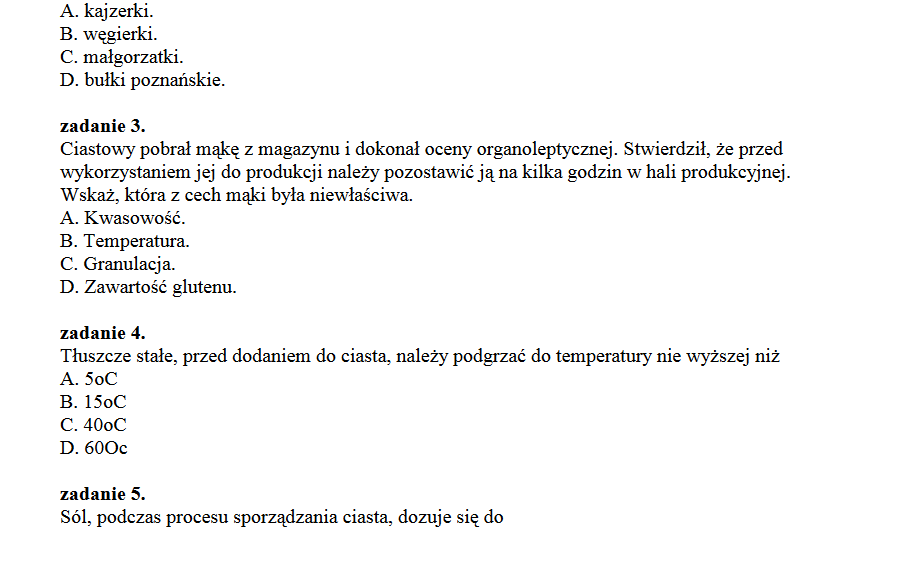 A. kajzerki.
B. węgierki.
C. małgorzatki.
D. bułki poznańskie.
zadanie 3.
Ciastowy pobrał mąkę z magazynu i dokonał oceny organoleptycznej. Stwierdził, że przed
wykorzystaniem jej do produkcji należy pozostawić ją na kilka godzin w hali produkcyjnej.
Wskaż, która z cech mąki była niewłaściwa.
A. Kwasowość.
B. Temperatura.
C. Granulacja.
D. Zawartość glutenu.
zadanie 4.
Tłuszcze stałe, przed dodaniem do ciasta, należy podgrzać do temperatury nie wyższej niż
A. 5oC
B. 15oC
C. 40oC
D. 60Oc
zadanie 5.
Sól, podczas procesu sporządzania ciasta, dozuje się do